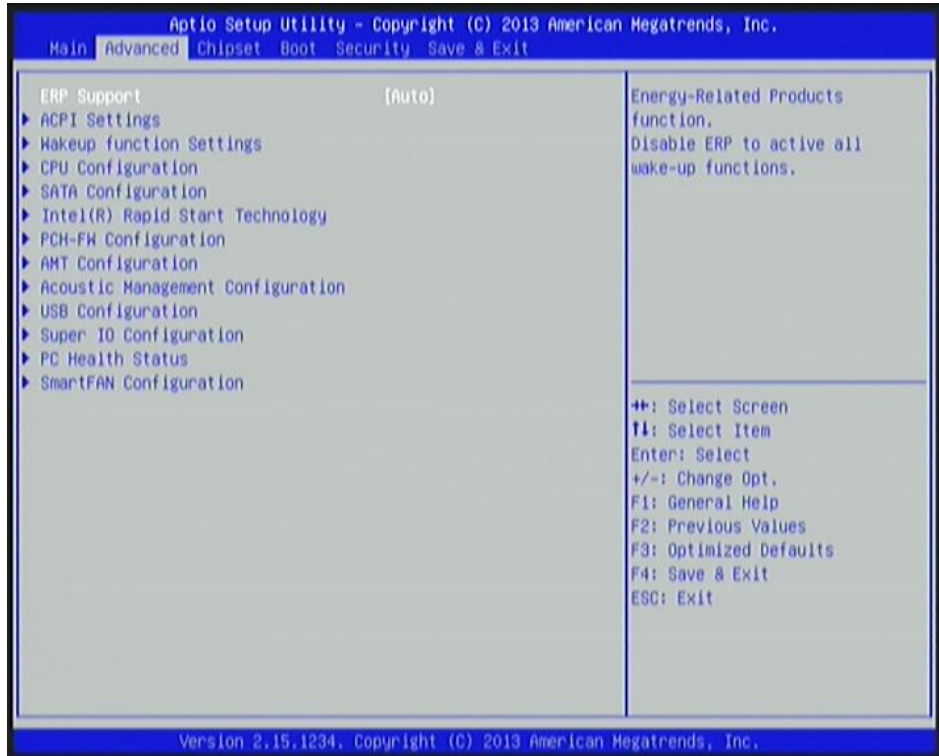 Aptio Setup Utility - Copyright (C) 2013 American Megatrends, Inc.
Main Advanced Chipset Boot Security Save & Exit
ERP Support [Auto]
ACPI Settings
Wakeup function Settings
CPU Configuration
SATA Configuration
Intel(R) Rapid Start Technology
PCH-FW Configuration
AMT Configuration
Acoustic Management Configuration
USB Configuration
Super IO Configuration
PC Health Status
SmartFAN Configuration
Energy-Related Products
function.
Disable ERP to active all
wake-up functions.
→←: Select Screen
↑↓: Select Item
Enter: Select
+/-: Change Opt.
F1: General Help
F2: Previous Values
F3: Optimized Defaults
F4: Save & Exit
ESC: Exit
Version 2.15.1234. Copyright (C) 2013 American Megatrends, Inc.